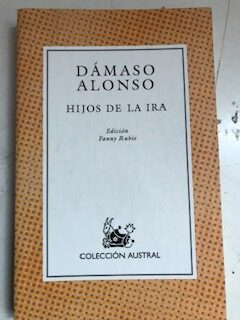 DÁMASO
ALONSO
HIJOS DE LA IRA
Edición
Fanny Rubio
COLECCIÓN AUSTRAL